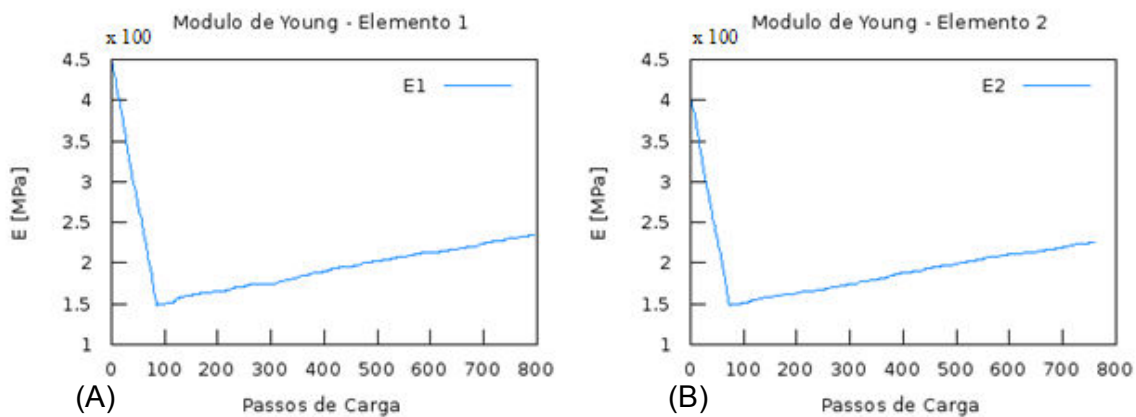 Modulo de Young - Elemento 1
x 100
4.5
4
3.5
3
2.5
2
1.5
1
E [MPa]
E1
0 100 200 300 400 500 600 700 800
Passos de Carga
(A)
Modulo de Young - Elemento 2
x 100
4.5
4
3.5
3
2.5
2
1.5
1
E [MPa]
E2
0 100 200 300 400 500 600 700 800
Passos de Carga
(B)